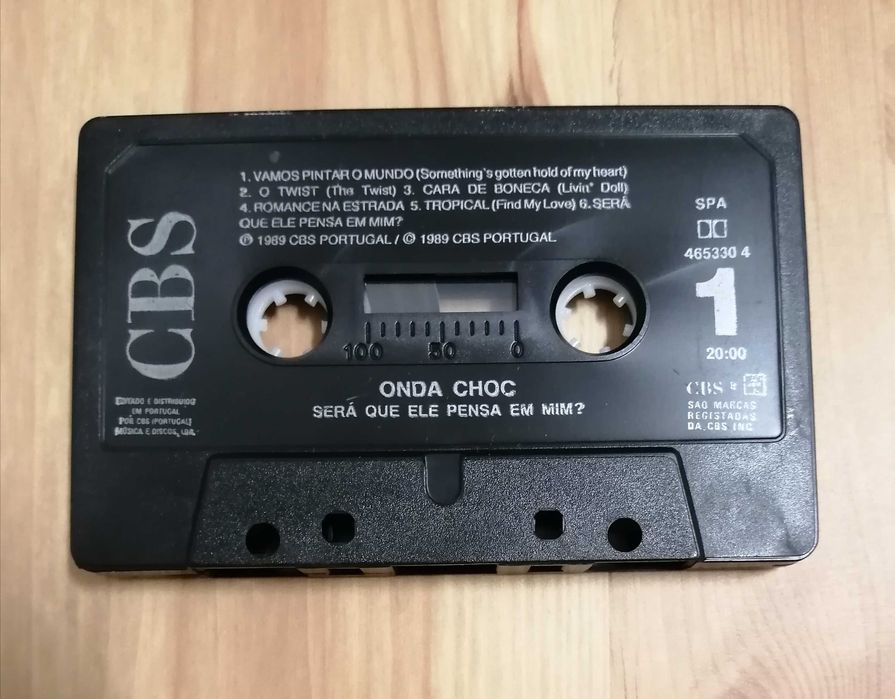 1. VAMOS PINTAR O MUNDO (Something's gotten hold of my heart)
2. O TWIST (The Twist) 3. CARA DE BONECA (Livin' Doll)
4. ROMANCE NA ESTRADA 5. TROPICAL (Find My Love) 6. SERÁ
QUE ELE PENSA EM MIM?
℗ 1989 CBS PORTUGAL / © 1989 CBS PORTUGAL
CBS
SPA
465330 4
1
20:00
100 50 0
ONDA CHOC
SERÁ QUE ELE PENSA EM MIM?
EDITADO E DISTRIBUIDO
EM PORTUGAL
POR CBS (PORTUGAL)
MÚSICA E DISCOS, LDA.
CBS &
SÃO MARCAS
REGISTADAS
DA CBS INC.